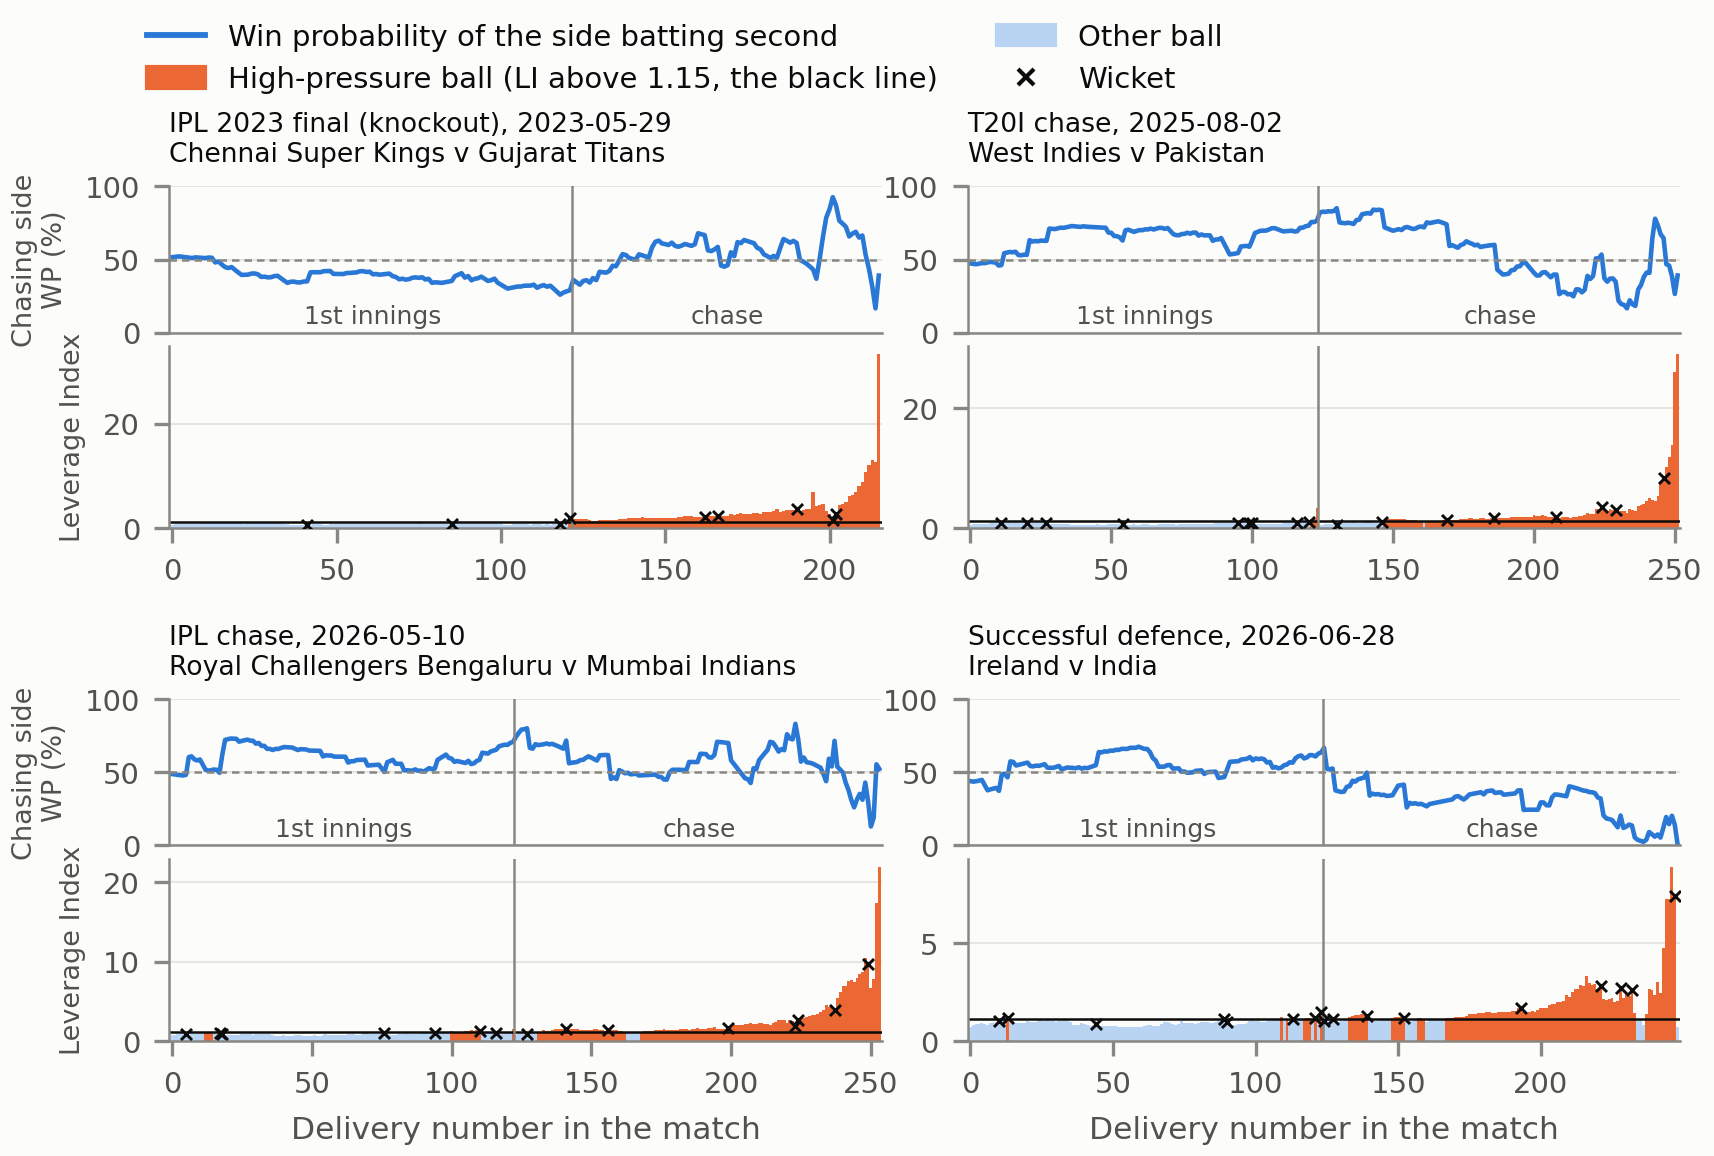 Win probability of the side batting second
High-pressure ball (LI above 1.15, the black line)
Other ball
Wicket
IPL 2023 final (knockout), 2023-05-29
Chennai Super Kings v Gujarat Titans
Chasing side
WP (%)
100
50
0
1st innings
chase
Leverage Index
20
0
0 50 100 150 200
T20I chase, 2025-08-02
West Indies v Pakistan
100
50
0
1st innings
chase
20
0
0 50 100 150 200 250
IPL chase, 2026-05-10
Royal Challengers Bengaluru v Mumbai Indians
Chasing side
WP (%)
100
50
0
1st innings
chase
Leverage Index
20
10
0
0 50 100 150 200 250
Delivery number in the match
Successful defence, 2026-06-28
Ireland v India
100
50
0
1st innings
chase
5
0
0 50 100 150 200
Delivery number in the match